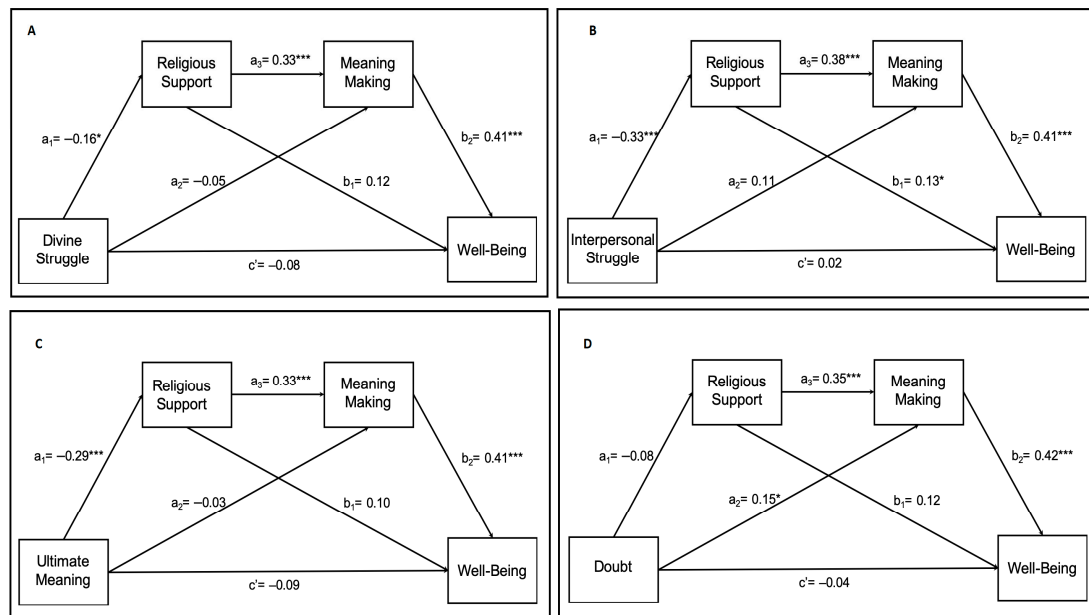 A
Religious
Support
a₃= 0.33***
Meaning
Making
a₁= −0.16*
b₂= 0.41***
a₂= −0.05
b₁= 0.12
Divine
Struggle
Well-Being
c'= −0.08
B
Religious
Support
a₃= 0.38***
Meaning
Making
a₁= −0.33***
b₂= 0.41***
a₂= 0.11
b₁= 0.13*
Interpersonal
Struggle
Well-Being
c'= 0.02
C
Religious
Support
a₃= 0.33***
Meaning
Making
a₁= −0.29***
b₂= 0.41***
a₂= −0.03
b₁= 0.10
Ultimate
Meaning
Well-Being
c'= −0.09
D
Religious
Support
a₃= 0.35***
Meaning
Making
a₁= −0.08
b₂= 0.42***
a₂= 0.15*
b₁= 0.12
Doubt
Well-Being
c'= −0.04